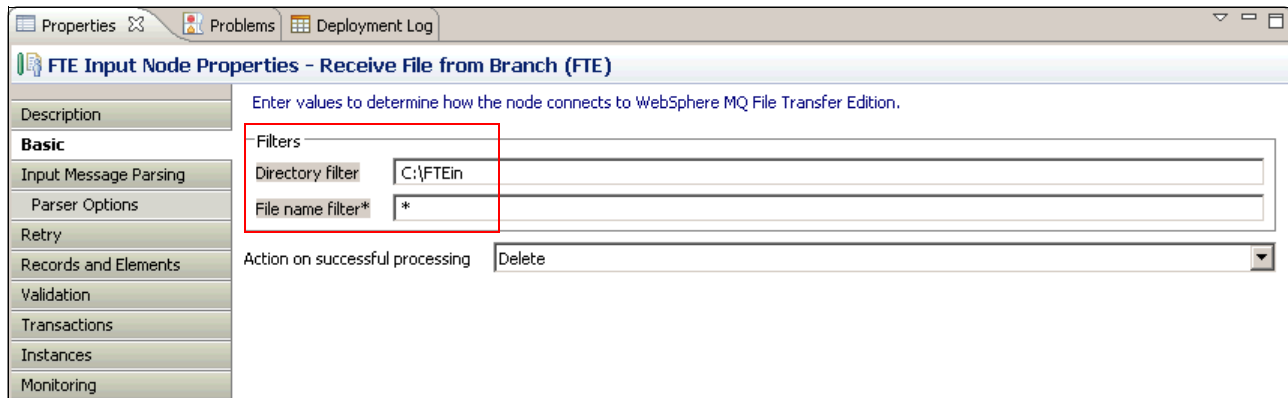 Properties Problems Deployment Log
FTE Input Node Properties - Receive File from Branch (FTE)
Description
Basic
Input Message Parsing
Parser Options
Retry
Records and Elements
Validation
Transactions
Instances
Monitoring
Enter values to determine how the node connects to WebSphere MQ File Transfer Edition.
Filters
Directory filter C:\FTEin
File name filter* *
Action on successful processing Delete